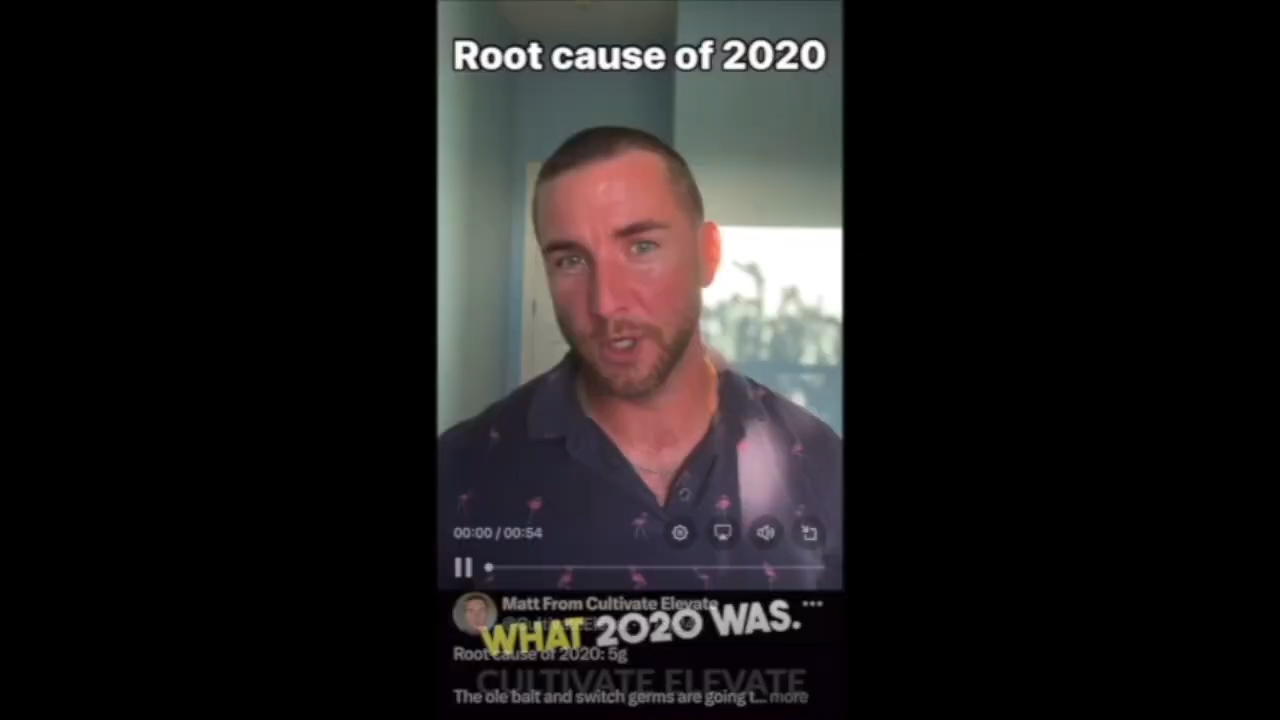 Root cause of 2020
00:00 / 00:54
Matt From Cultivate Elevate
WHAT 2020 WAS.
Root cause of 2020: 5g
CULTIVATE ELEVATE
The ole bait and switch germs are going t... more